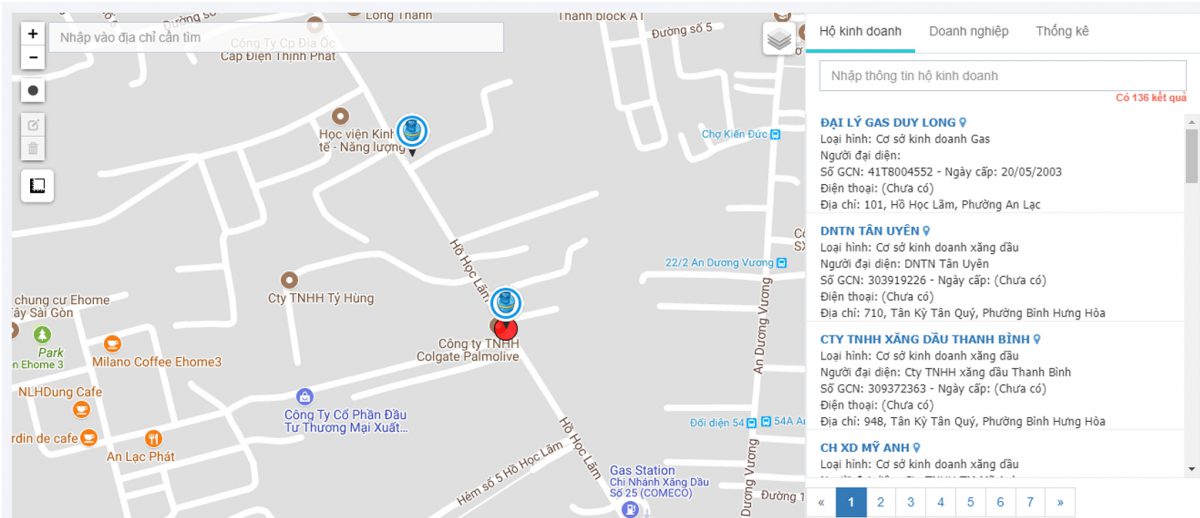 +
Nhập vào địa chỉ cần tìm
−
Long Thành
Thanh block A1
Đường số 5
Công Ty Cp Địa Ốc
Cáp Điện Thịnh Phát
Học viện Kinh
tế - Năng lượng
Chợ Kiến Đức
Hồ Học Lãm
22/2 An Dương Vương
Cty TNHH Tỷ Hùng
chung cư Ehome
Tây Sài Gòn
Park
Ehome 3
Milano Coffee Ehome3
Công ty TNHH
Colgate Palmolive
An Dương Vương
NLHDung Cafe
Công Ty Cổ Phần Đầu
Tư Thương Mại Xuất...
rdin de cafe
An Lạc Phát
Đối diện 54
54A An
Hồ Học Lãm
Hẻm số 5 Hồ Học Lãm
Gas Station
Chi Nhánh Xăng Dầu
Số 25 (COMECO)
Dương Vương
Đường 1
Hộ kinh doanh
Doanh nghiệp
Thống kê
Nhập thông tin hộ kinh doanh
Có 136 kết quả
ĐẠI LÝ GAS DUY LONG
Loại hình: Cơ sở kinh doanh Gas
Người đại diện:
Số GCN: 41T8004552 - Ngày cấp: 20/05/2003
Điện thoại: (Chưa có)
Địa chỉ: 101, Hồ Học Lãm, Phường An Lạc
DNTN TÂN UYÊN
Loại hình: Cơ sở kinh doanh xăng dầu
Người đại diện: DNTN Tân Uyên
Số GCN: 303919226 - Ngày cấp: (Chưa có)
Điện thoại: (Chưa có)
Địa chỉ: 710, Tân Kỳ Tân Quý, Phường Bình Hưng Hòa
CTY TNHH XĂNG DẦU THANH BÌNH
Loại hình: Cơ sở kinh doanh xăng dầu
Người đại diện: Cty TNHH xăng dầu Thanh Bình
Số GCN: 309372363 - Ngày cấp: (Chưa có)
Điện thoại: (Chưa có)
Địa chỉ: 948, Tân Kỳ Tân Quý, Phường Bình Hưng Hòa
CH XD MỸ ANH
Loại hình: Cơ sở kinh doanh xăng dầu
« 1 2 3 4 5 6 7 »